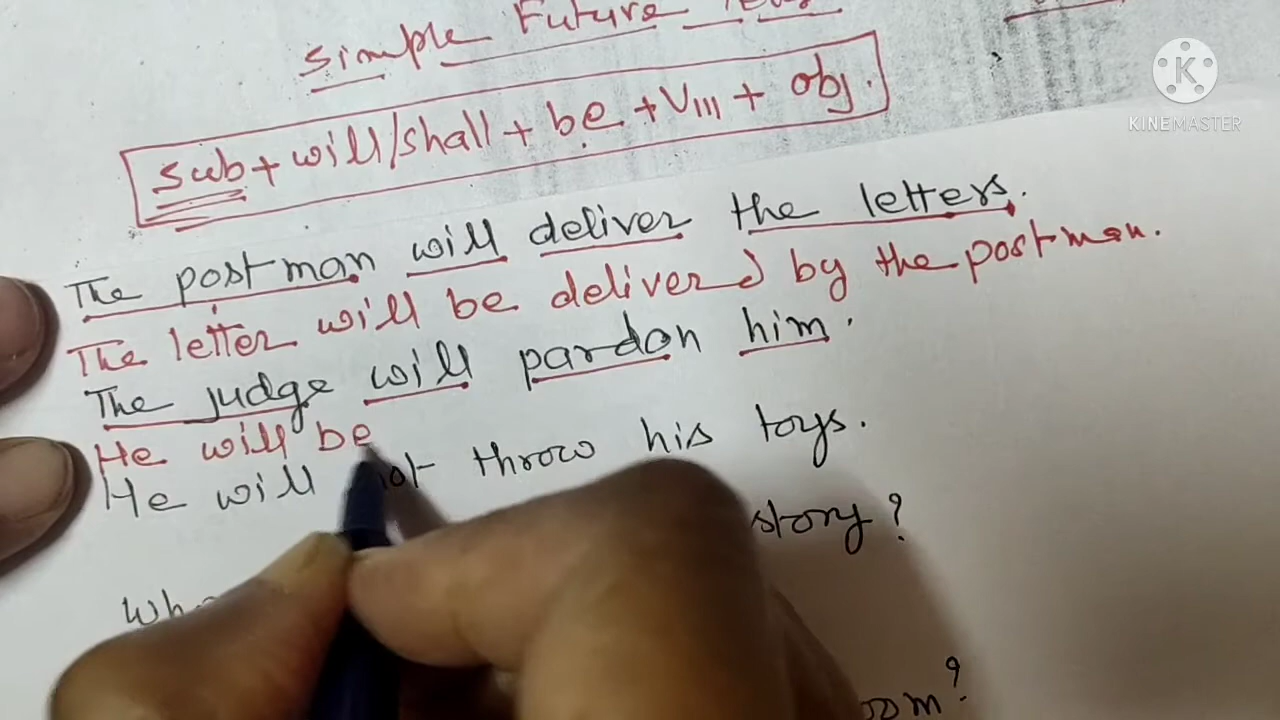 Simple Future
Sub + will/shall + be + VIII + obj.
KINEMASTER
The postman will deliver the letters.
The letter will be delivered by the postman.
The judge will pardon him.
He will be
He will not throw his toys.
story?